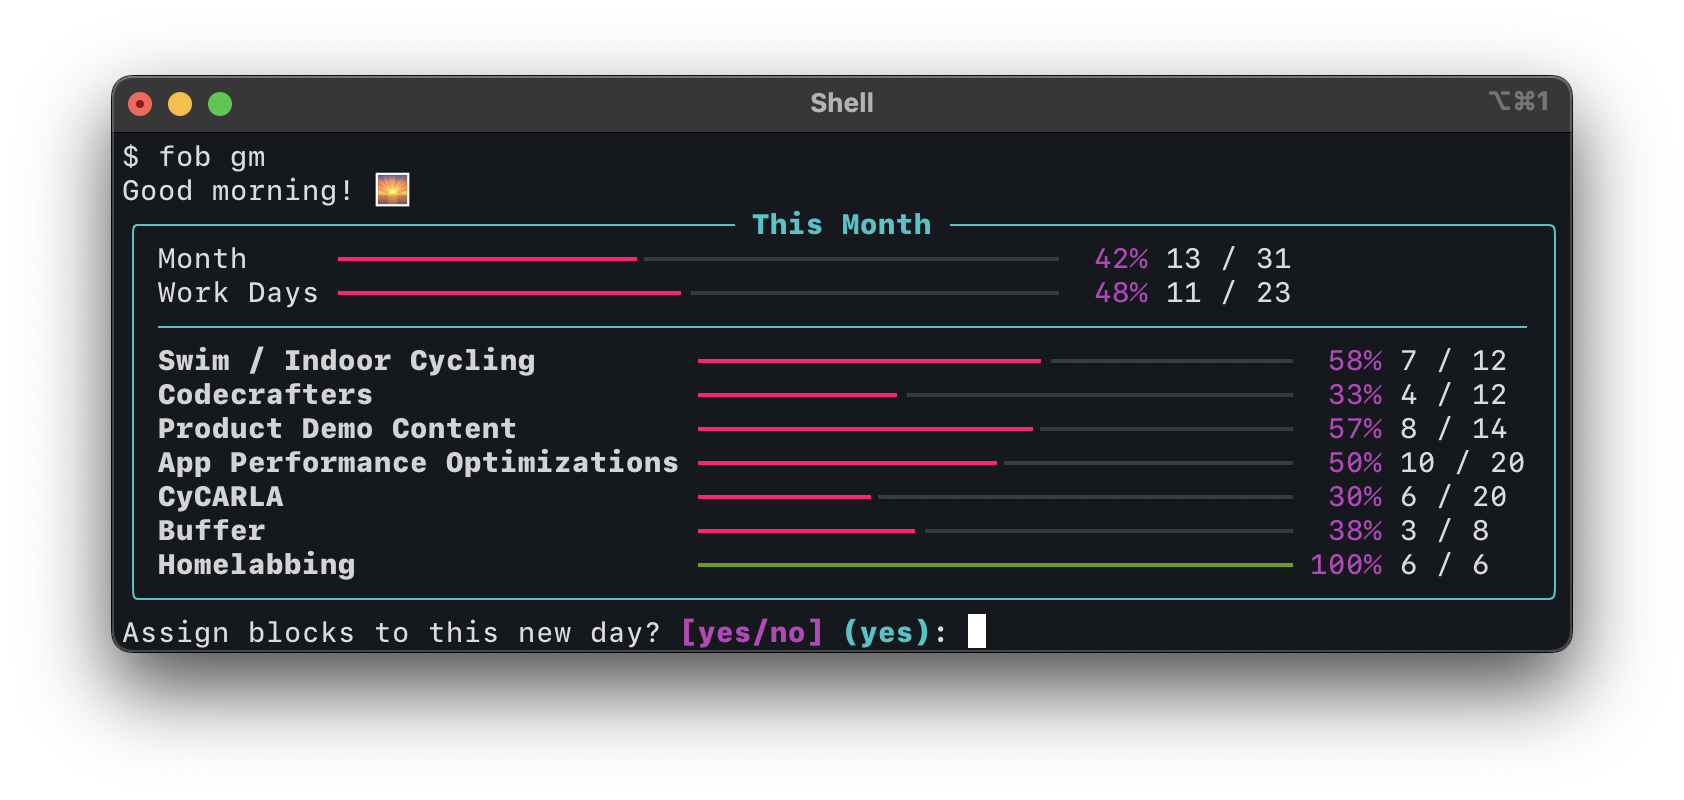 Shell
⌥⌘1
$ fob gm
Good morning! 🌅
This Month
Month 42% 13 / 31
Work Days 48% 11 / 23
Swim / Indoor Cycling 58% 7 / 12
Codecrafters 33% 4 / 12
Product Demo Content 57% 8 / 14
App Performance Optimizations 50% 10 / 20
CyCARLA 30% 6 / 20
Buffer 38% 3 / 8
Homelabbing 100% 6 / 6
Assign blocks to this new day? [yes/no] (yes):